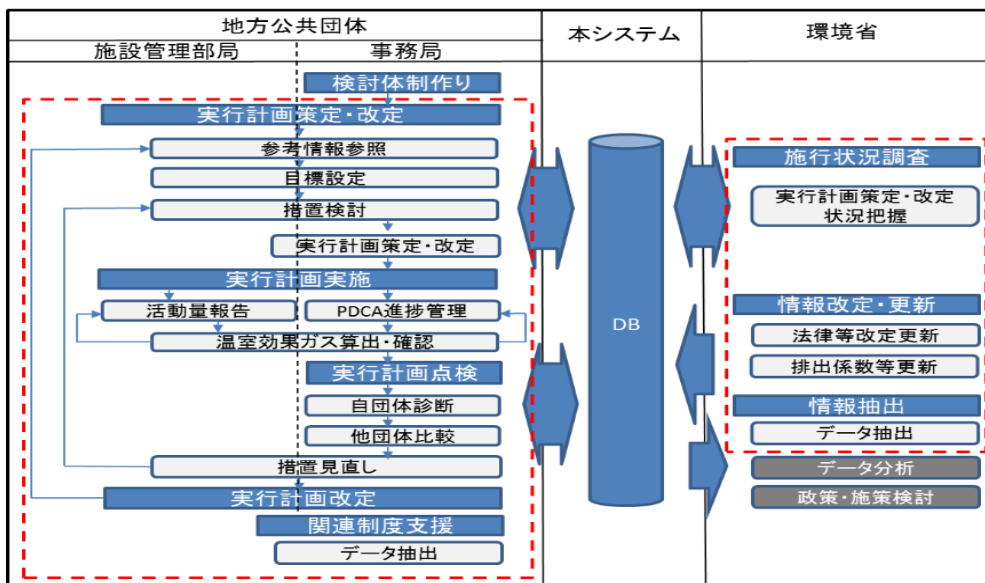 地方公共団体
施設管理部局
事務局
検討体制作り
実行計画策定・改定
参考情報参照
目標設定
措置検討
実行計画策定・改定
実行計画実施
活動量報告
PDCA進捗管理
温室効果ガス算出・確認
実行計画点検
自団体診断
他団体比較
措置見直し
実行計画改定
関連制度支援
データ抽出
本システム
DB
環境省
施行状況調査
実行計画策定・改定
状況把握
情報改定・更新
法律等改定更新
排出係数等更新
情報抽出
データ抽出
データ分析
政策・施策検討